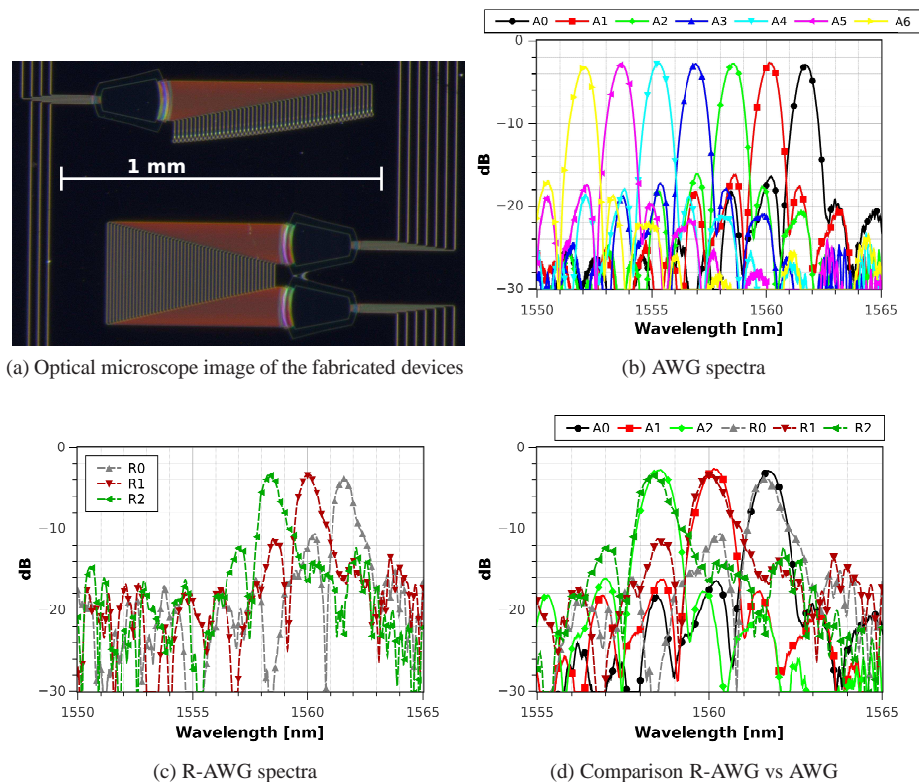 A0 A1 A2 A3 A4 A5 A6
1 mm
0
−10
−20
−30
dB
1550 1555 1560 1565
Wavelength [nm]
(a) Optical microscope image of the fabricated devices
(b) AWG spectra
R0
R1
R2
0
−10
−20
−30
dB
1550 1555 1560 1565
Wavelength [nm]
A0 A1 A2 R0 R1 R2
0
−10
−20
−30
dB
1555 1560 1565
Wavelength [nm]
(c) R-AWG spectra
(d) Comparison R-AWG vs AWG